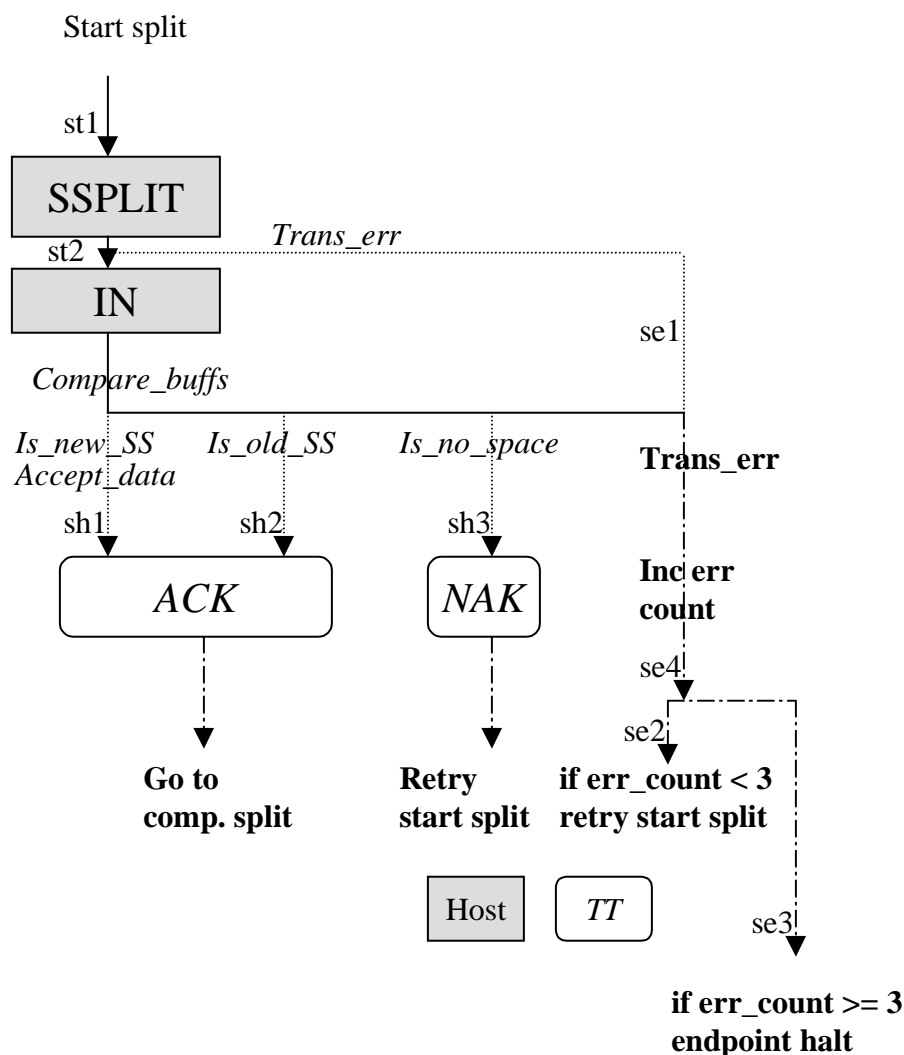 Start split
st1
SSPLIT
st2
Trans_err
IN
se1
Compare_buffs
Is_new_SS
Accept_data
Is_old_SS
Is_no_space
Trans_err
sh1
sh2
sh3
ACK
NAK
Inc err
count
se4
se2
Go to
comp. split
Retry
start split
if err_count < 3
retry start split
Host
TT
se3
if err_count >= 3
endpoint halt